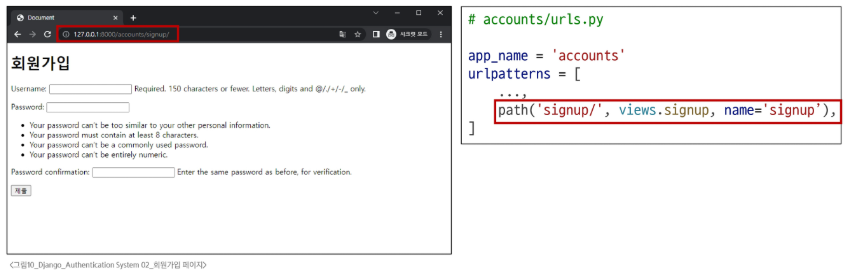 Document
127.0.0.1:8000/accounts/signup/
시크릿 모드
회원가입
Username: Required. 150 characters or fewer. Letters, digits and @/./+/-/_ only.
Password:
Your password can't be too similar to your other personal information.
Your password must contain at least 8 characters.
Your password can't be a commonly used password.
Your password can't be entirely numeric.
Password confirmation: Enter the same password as before, for verification.
제출
<그림10_Django_Authentication System 02_회원가입 페이지>
# accounts/urls.py
app_name = 'accounts'
urlpatterns = [
...,
path('signup/', views.signup, name='signup'),
]